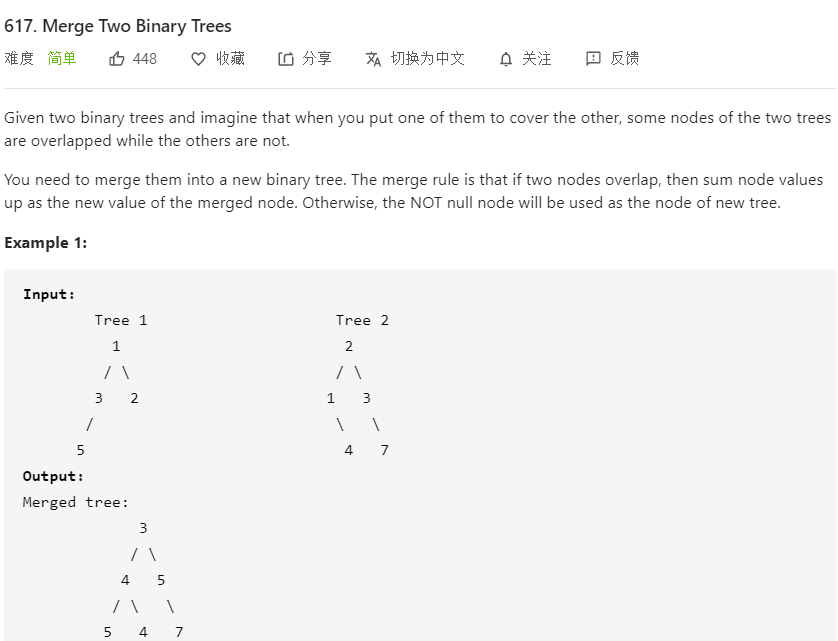 617. Merge Two Binary Trees
难度 简单 448 收藏 分享 切换为中文 关注 反馈
Given two binary trees and imagine that when you put one of them to cover the other, some nodes of the two trees
are overlapped while the others are not.
You need to merge them into a new binary tree. The merge rule is that if two nodes overlap, then sum node values
up as the new value of the merged node. Otherwise, the NOT null node will be used as the node of new tree.
Example 1:
Input:
Tree 1 Tree 2
1 2
/ \ / \
3 2 1 3
/ \ \
5 4 7
Output:
Merged tree:
3
/ \
4 5
/ \ \
5 4 7